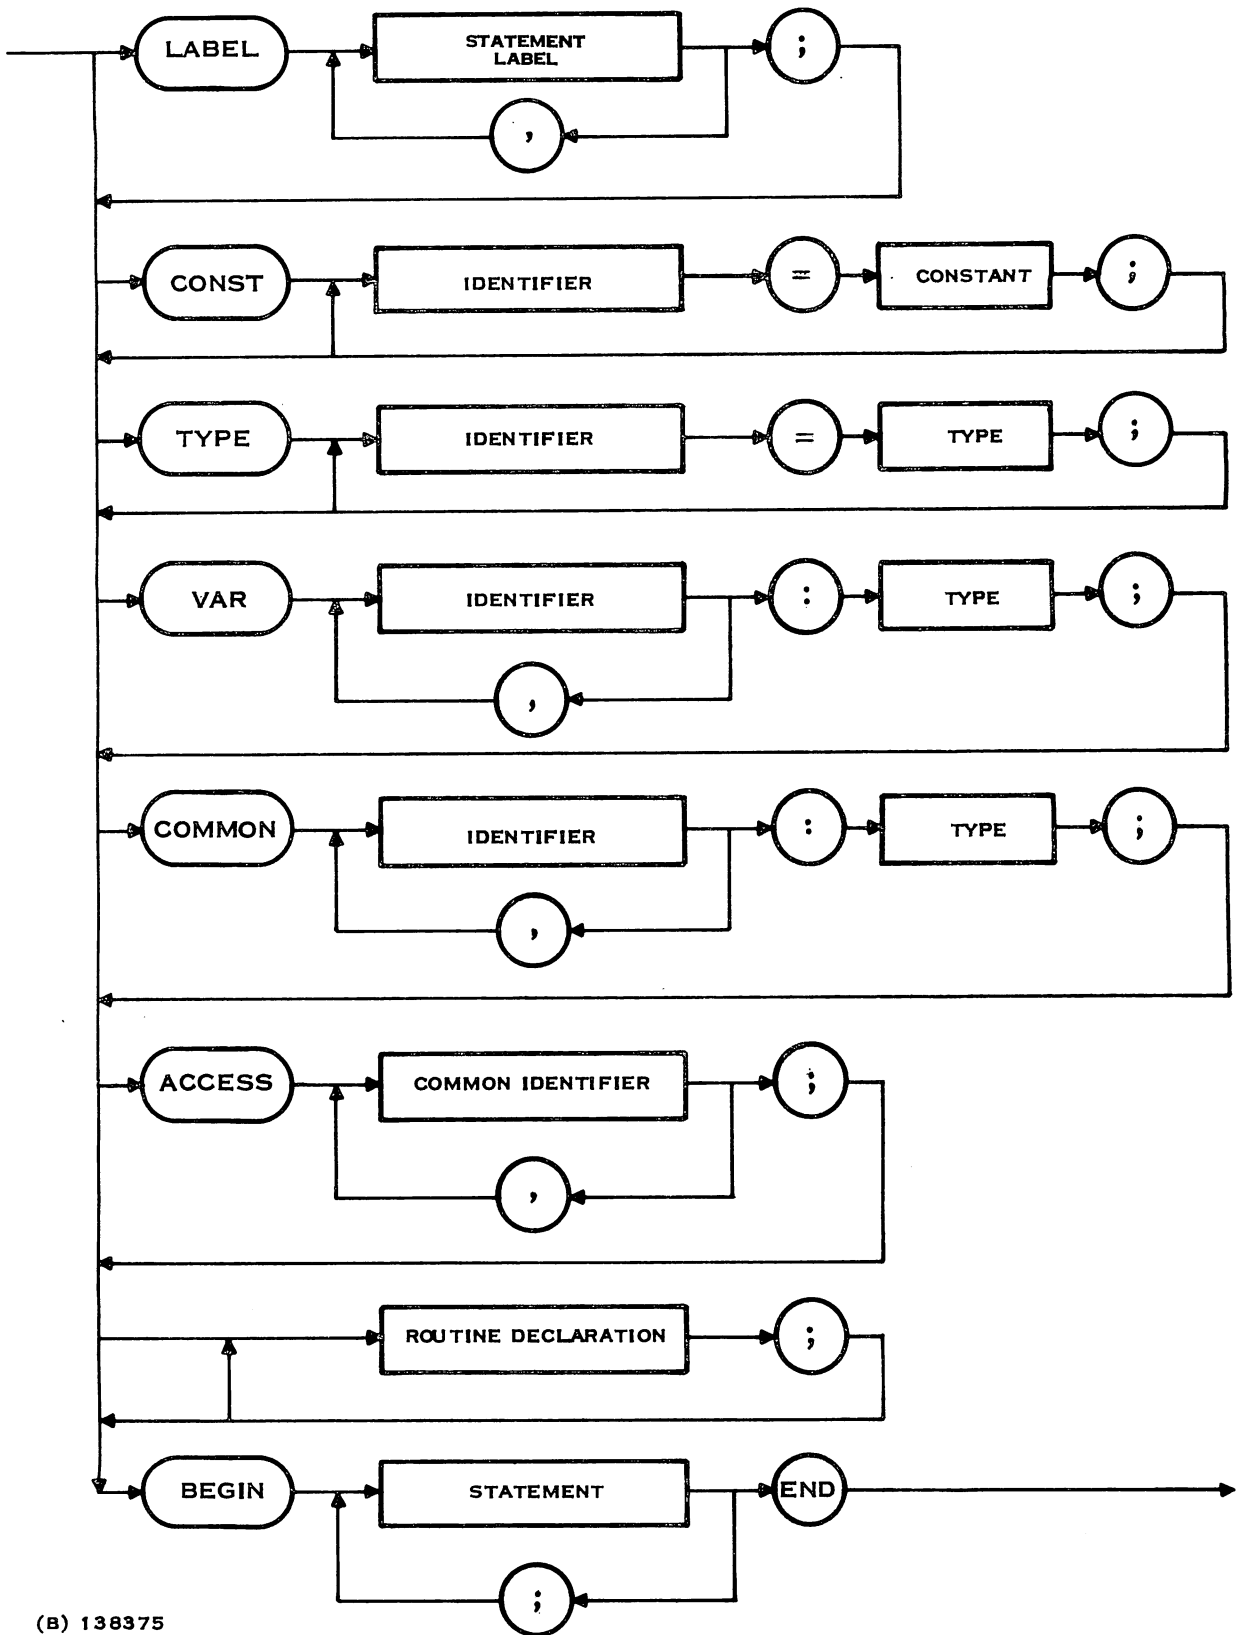 LABEL STATEMENT LABEL ;
,
CONST IDENTIFIER = CONSTANT ;
TYPE IDENTIFIER = TYPE ;
VAR IDENTIFIER : TYPE ;
,
COMMON IDENTIFIER : TYPE ;
,
ACCESS COMMON IDENTIFIER ;
,
ROUTINE DECLARATION ;
BEGIN STATEMENT END
;
(B) 138375